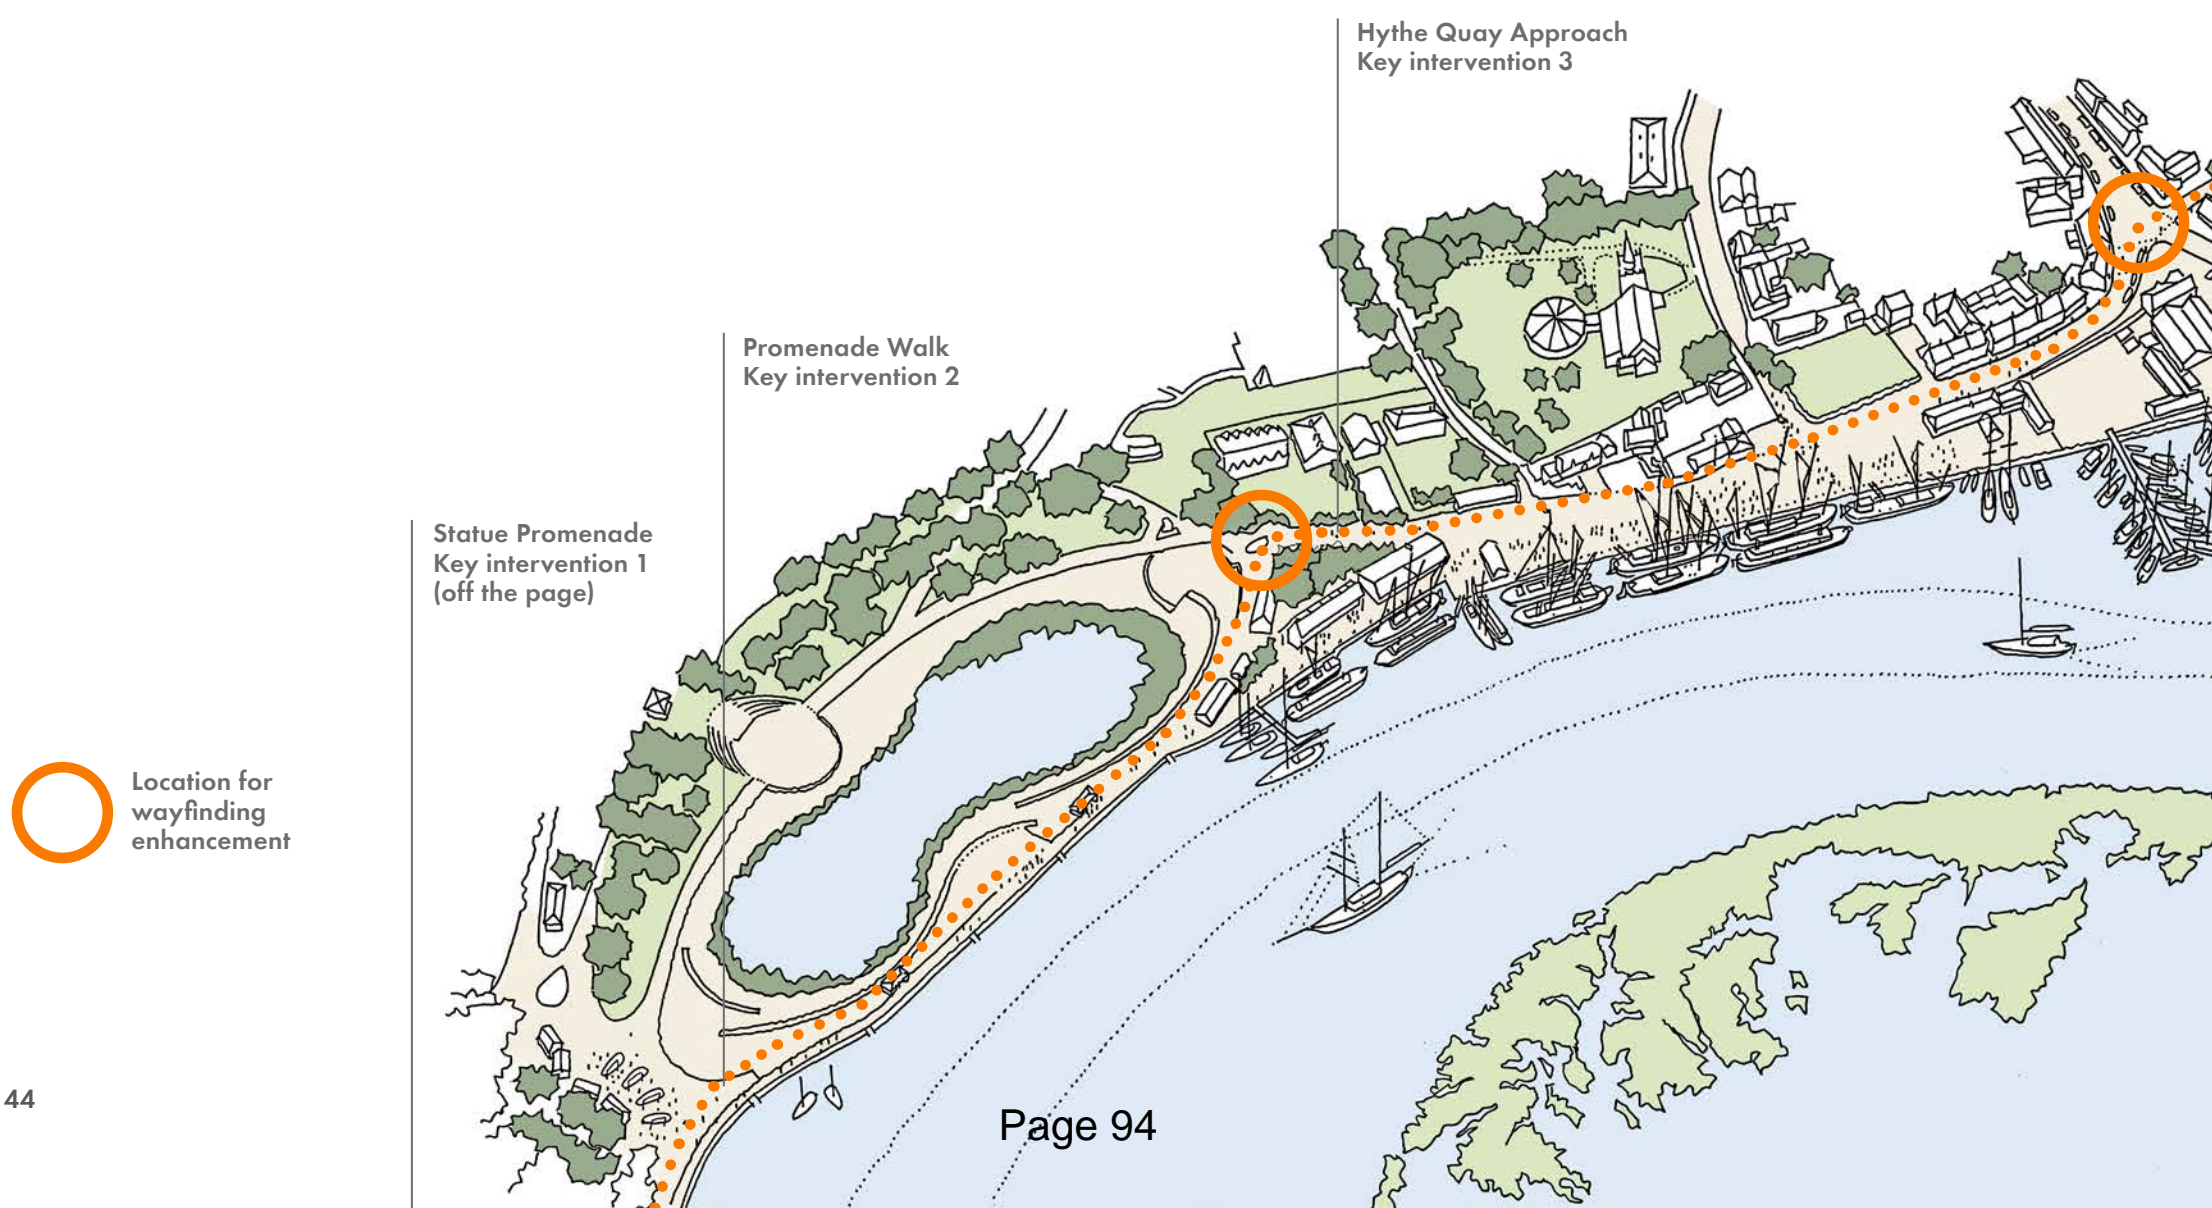 Hythe Quay Approach
Key intervention 3
Promenade Walk
Key intervention 2
Statue Promenade
Key intervention 1
(off the page)
Location for
wayfinding
enhancement
44
Page 94